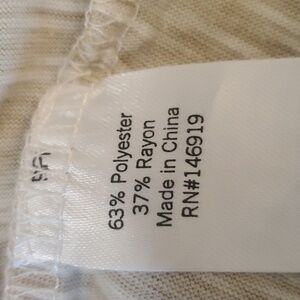 63% Polyester
37% Rayon
Made in China
RN#146919